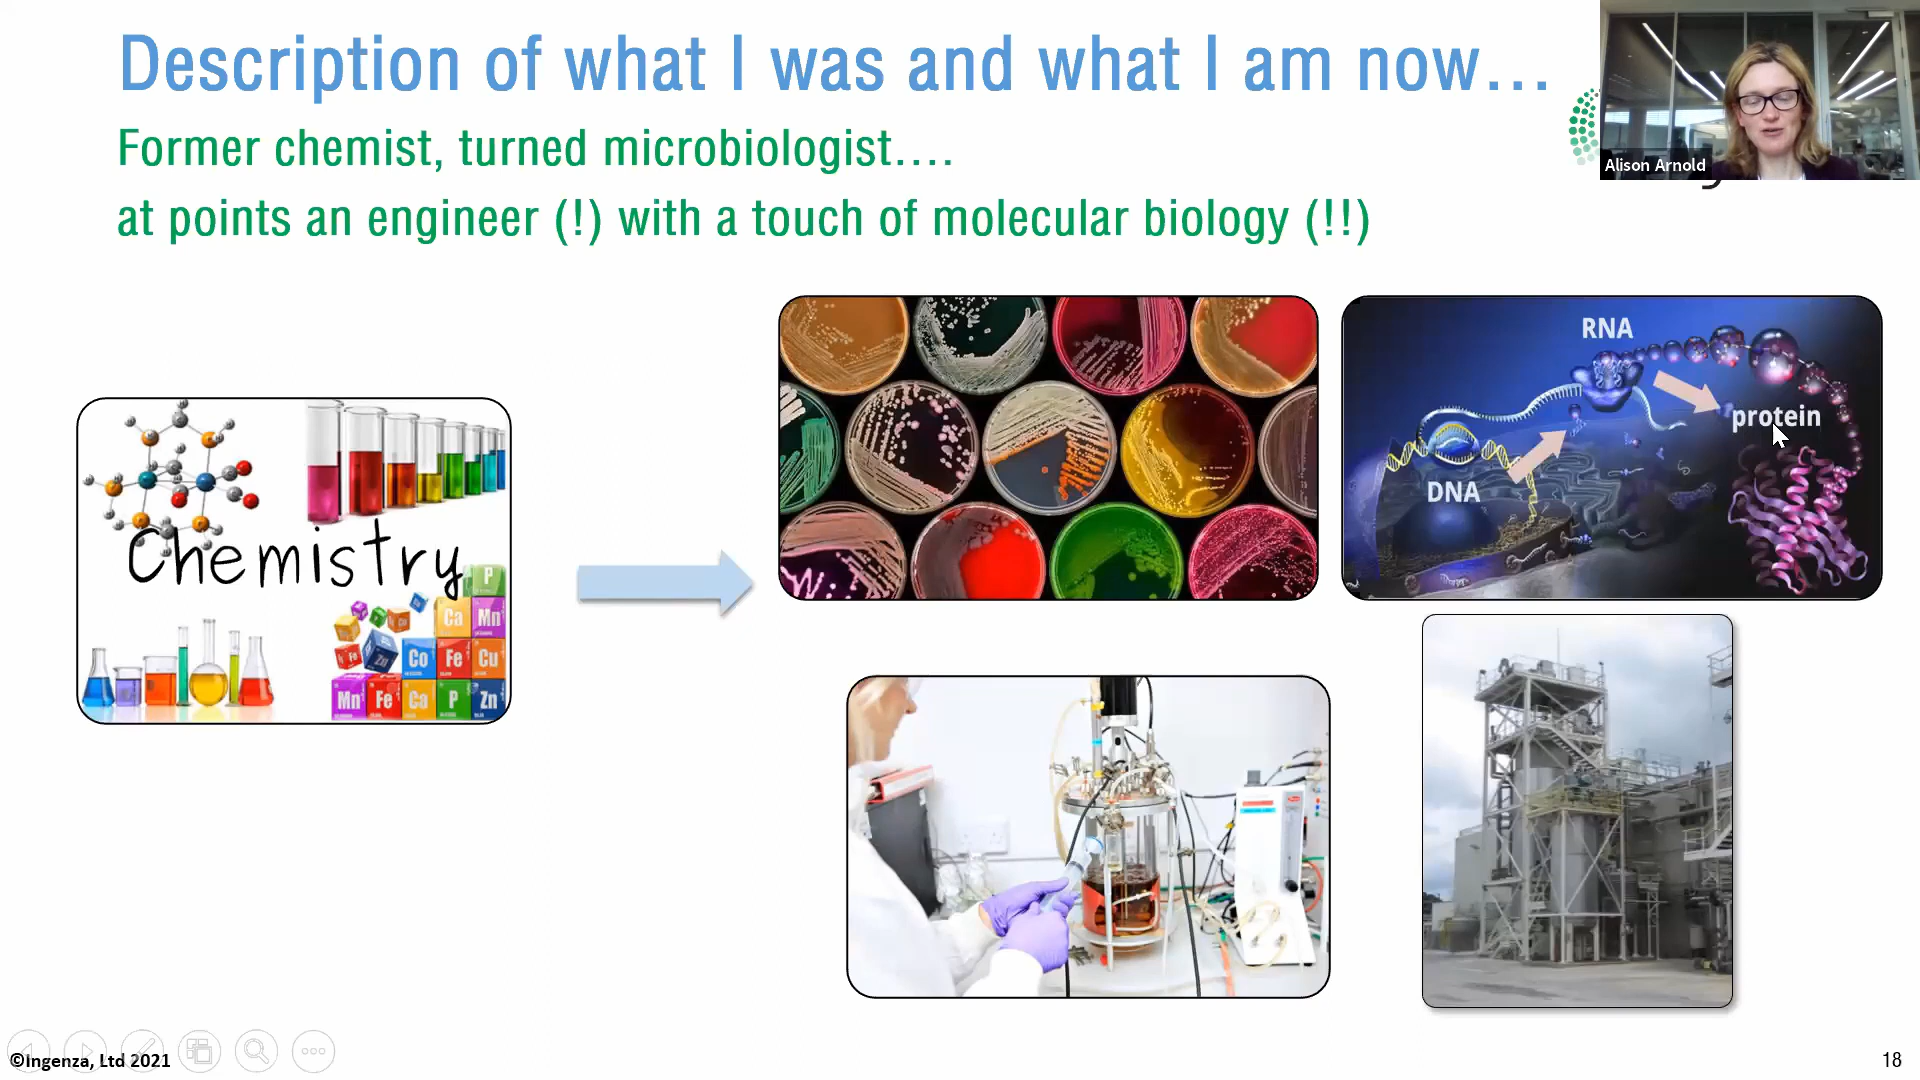 Description of what I was and what I am now...
Former chemist, turned microbiologist....
at points an engineer (!) with a touch of molecular biology (!!)
Alison Arnold
RNA
protein
DNA
Chemistry
P
Ca Mn
Zn Co Fe Cu
Fe
Mn Fe Ca P Zn
©Ingenza, Ltd 2021
18